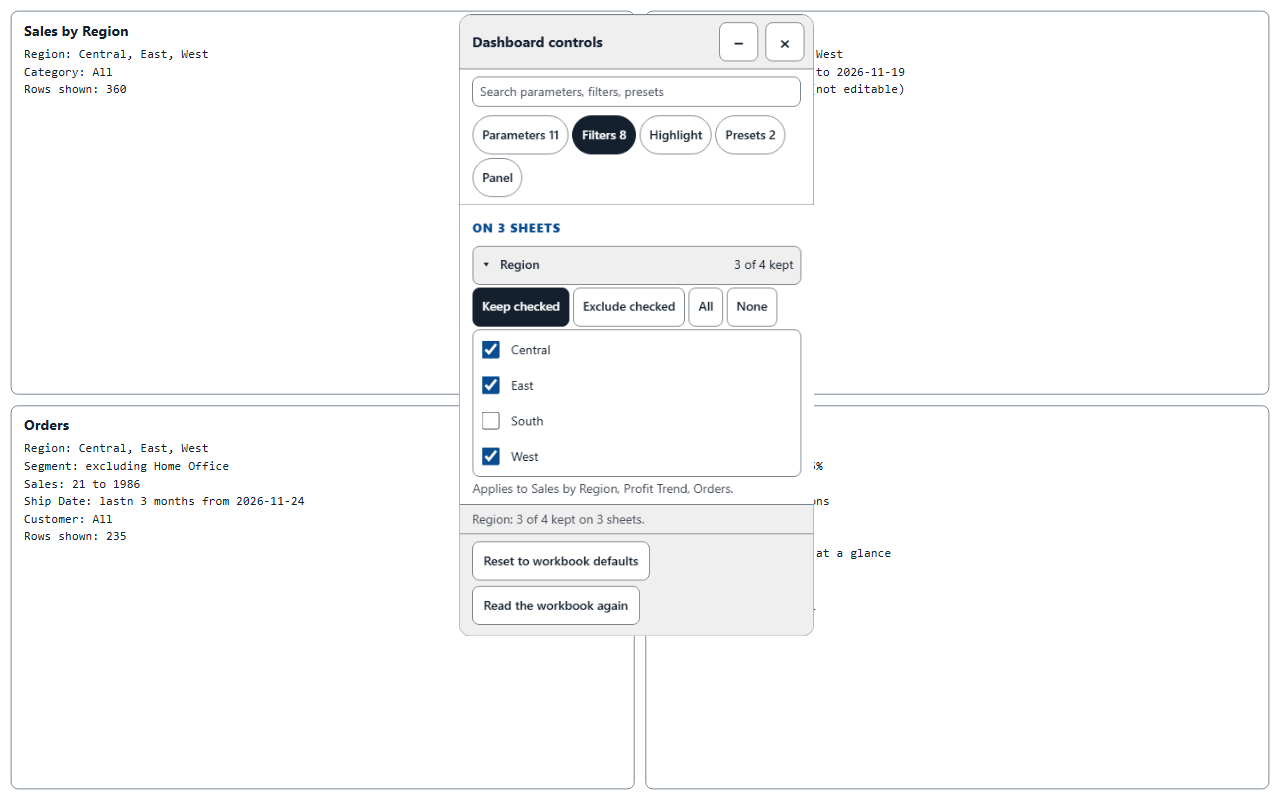 Sales by Region
Region: Central, East, West
Category: All
Rows shown: 360
Dashboard controls
–
×
Search parameters, filters, presets
Parameters 11
Filters 8
Highlight
Presets 2
Panel
ON 3 SHEETS
Region
3 of 4 kept
Keep checked
Exclude checked
All
None
Central
East
South
West
Applies to Sales by Region, Profit Trend, Orders.
Region: 3 of 4 kept on 3 sheets.
Reset to workbook defaults
Read the workbook again
West
to 2026-11-19
(not editable)
Orders
Region: Central, East, West
Segment: excluding Home Office
Sales: 21 to 1986
Ship Date: lastn 3 months from 2026-11-24
Customer: All
Rows shown: 235
%
at a glance